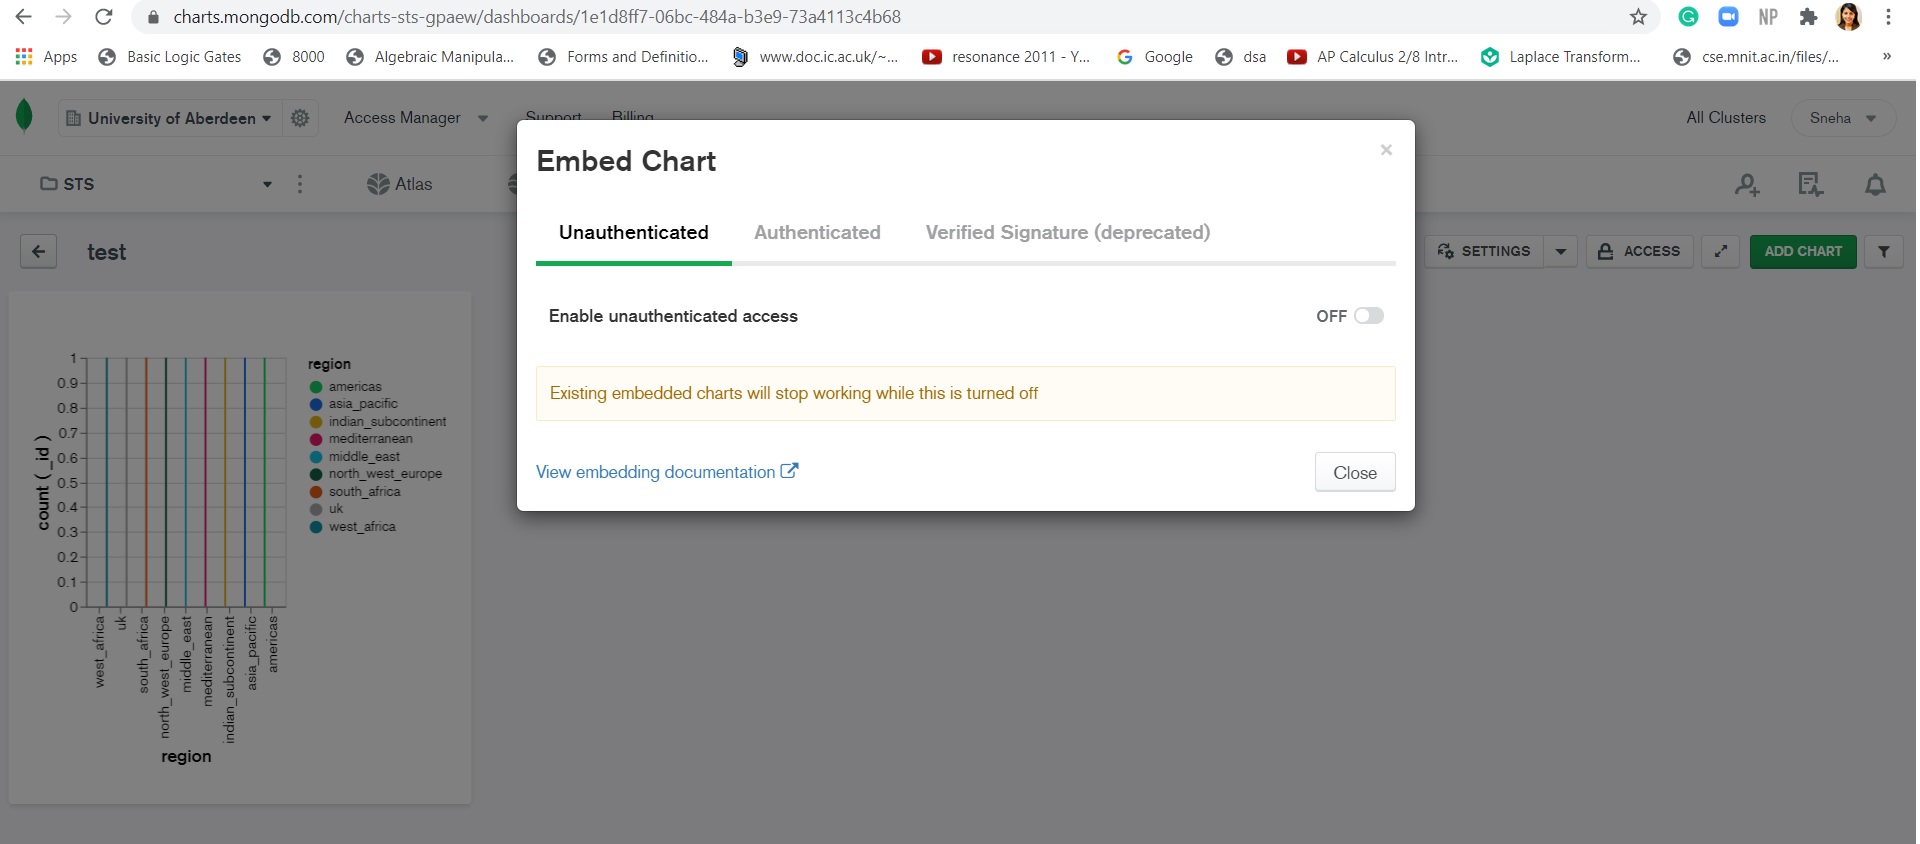 charts.mongodb.com/charts-sts-gpaew/dashboards/1e1d8ff7-06bc-484a-b3e9-73a4113c4b68
NP
Apps Basic Logic Gates 8000 Algebraic Manipula... Forms and Definitio... www.doc.ic.ac.uk/~... resonance 2011 - Y... Google dsa AP Calculus 2/8 Intr... Laplace Transform... cse.mnit.ac.in/files/... »
University of Aberdeen Access Manager Support Billing All Clusters Sneha
STS Atlas
test
SETTINGS ACCESS ADD CHART
Embed Chart ×
Unauthenticated Authenticated Verified Signature (deprecated)
Enable unauthenticated access OFF
Existing embedded charts will stop working while this is turned off
View embedding documentation
Close
count ( _id )
1
0.9
0.8
0.7
0.6
0.5
0.4
0.3
0.2
0.1
0
west_africa
uk
south_africa
north_west_europe
middle_east
mediterranean
indian_subcontinent
asia_pacific
americas
region
region
americas
asia_pacific
indian_subcontinent
mediterranean
middle_east
north_west_europe
south_africa
uk
west_africa